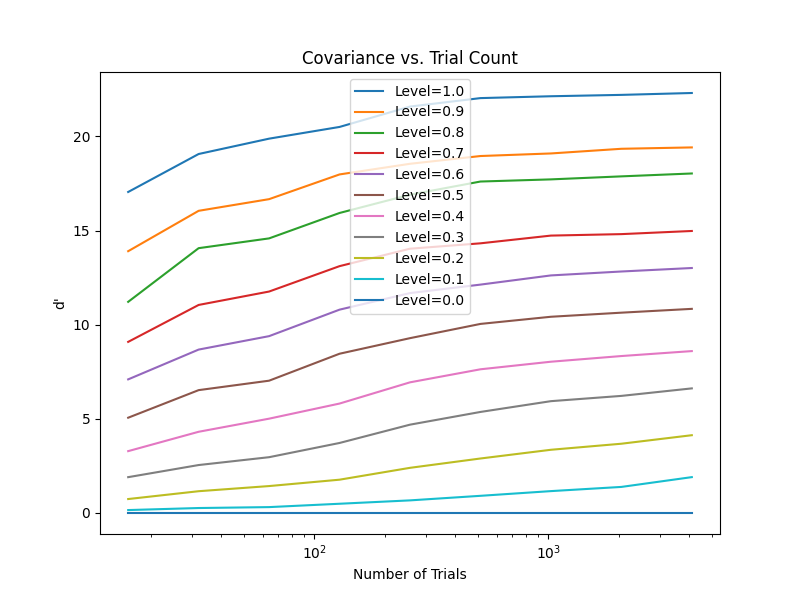 Covariance vs. Trial Count
Level=1.0
Level=0.9
Level=0.8
Level=0.7
Level=0.6
Level=0.5
Level=0.4
Level=0.3
Level=0.2
Level=0.1
Level=0.0
20
15
10
5
0
d'
10²
10³
Number of Trials